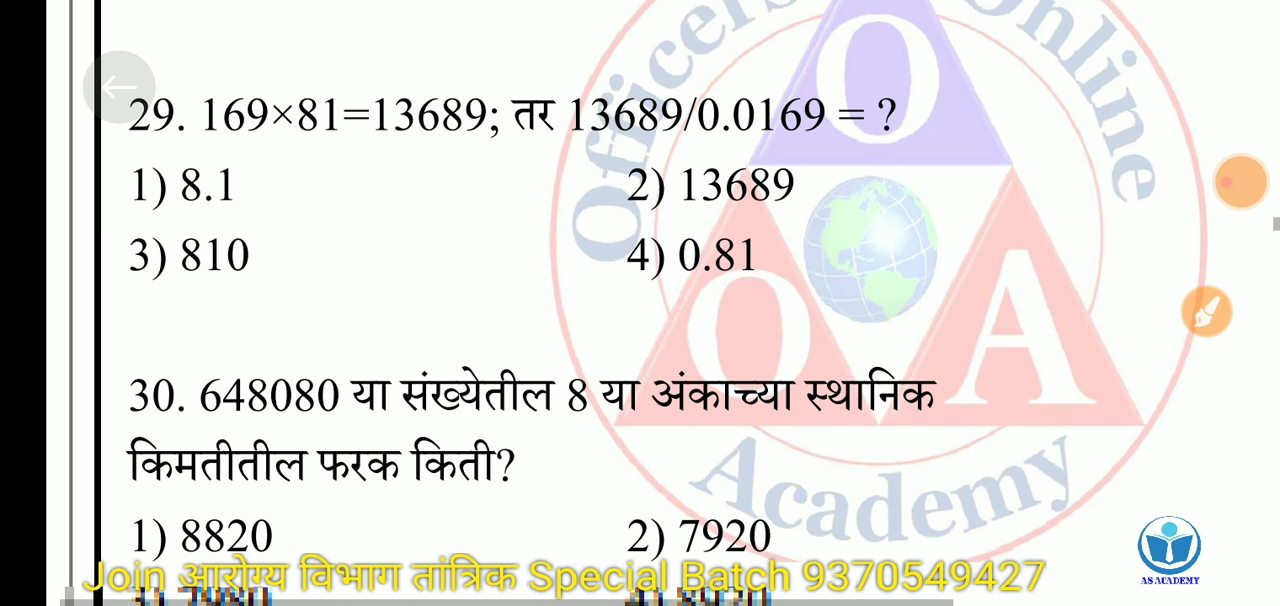 Officers Online
O
29. 169×81=13689; तर 13689/0.0169 = ?
1) 8.1 2) 13689
3) 810 4) 0.81
O A
30. 648080 या संख्येतील 8 या अंकाच्या स्थानिक
किमतीतील फरक किती?
Academy
1) 8820 2) 7920
AS ACADEMY
Join आरोग्य विभाग तांत्रिक Special Batch 9370549427